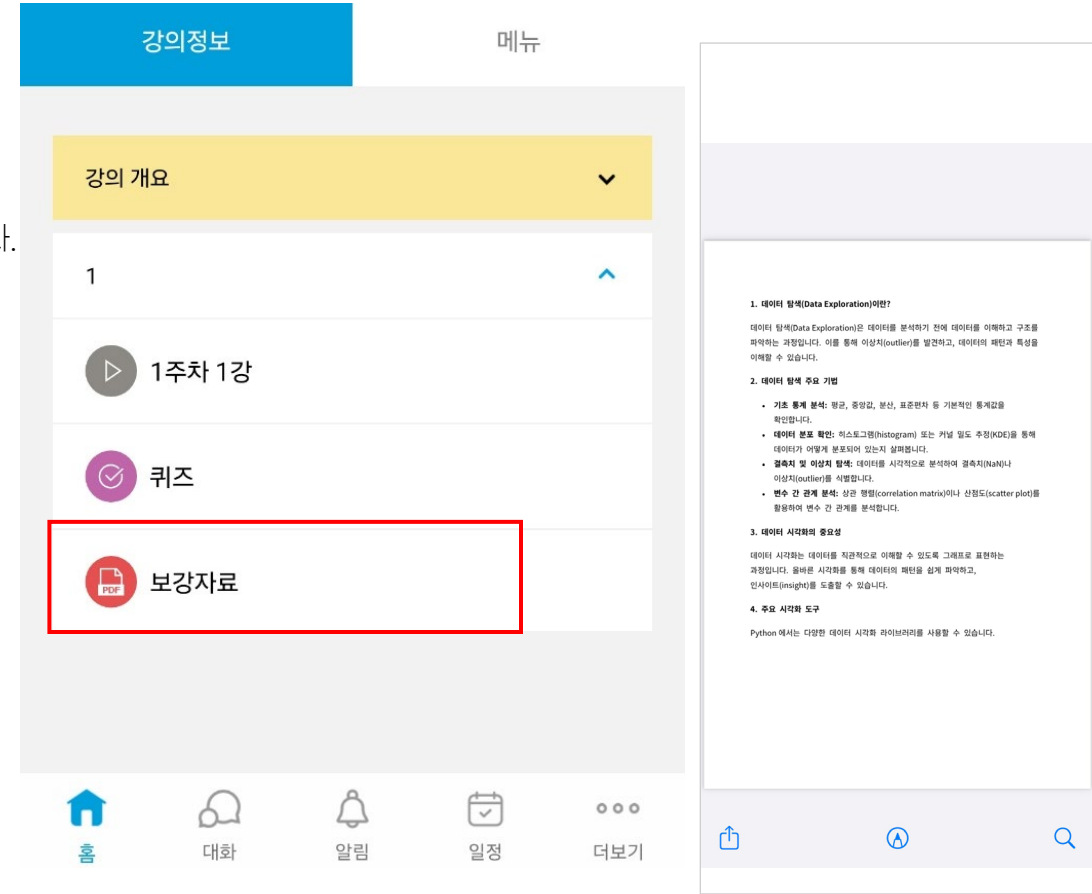 강의정보
메뉴
강의 개요
1
1주차 1강
퀴즈
PDF
보강자료
홈
대화
알림
일정
더보기
1. 데이터 탐색(Data Exploration)이란?
데이터 탐색(Data Exploration)은 데이터를 분석하기 전에 데이터를 이해하고 구조를
파악하는 과정입니다. 이를 통해 이상치(outlier)를 발견하고, 데이터의 패턴과 특성을
이해할 수 있습니다.
2. 데이터 탐색 주요 기법
• 기초 통계 분석: 평균, 중앙값, 분산, 표준편차 등 기본적인 통계값을
확인합니다.
• 데이터 분포 확인: 히스토그램(histogram) 또는 커널 밀도 추정(KDE)을 통해
데이터가 어떻게 분포되어 있는지 살펴봅니다.
• 결측치 및 이상치 탐색: 데이터를 시각적으로 분석하여 결측치(NaN)나
이상치(outlier)를 식별합니다.
• 변수 간 관계 분석: 상관 행렬(correlation matrix)이나 산점도(scatter plot)를
활용하여 변수 간 관계를 분석합니다.
3. 데이터 시각화의 중요성
데이터 시각화는 데이터를 직관적으로 이해할 수 있도록 그래프로 표현하는
과정입니다. 올바른 시각화를 통해 데이터의 패턴을 쉽게 파악하고,
인사이트(insight)를 도출할 수 있습니다.
4. 주요 시각화 도구
Python 에서는 다양한 데이터 시각화 라이브러리를 사용할 수 있습니다.